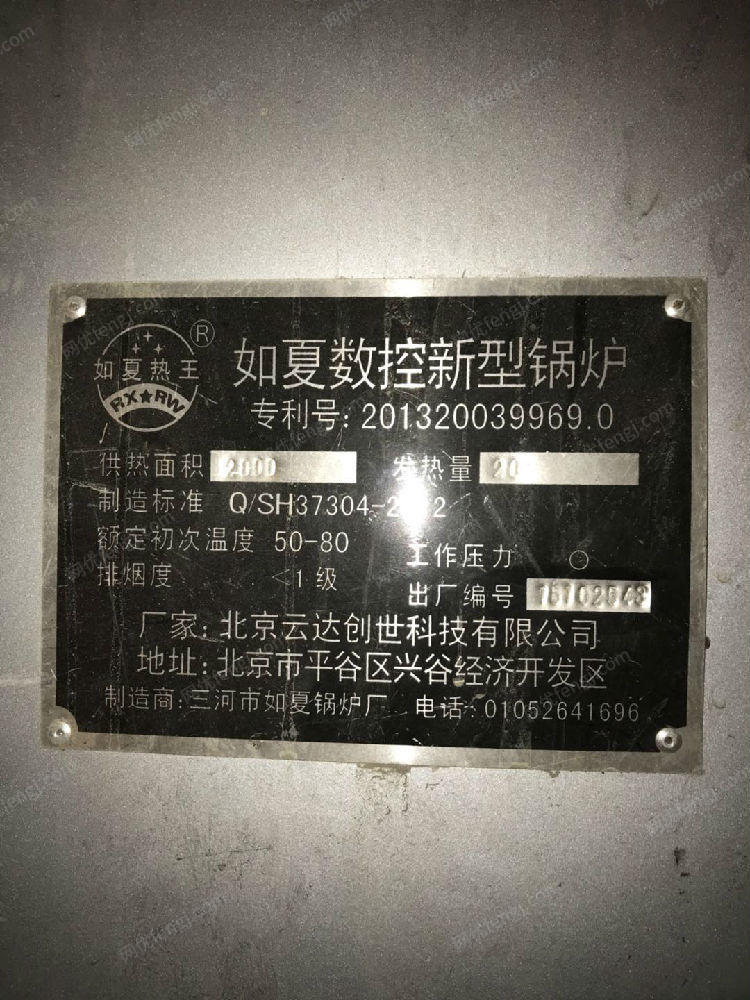 如夏热王
RX★RW
®
如夏数控新型锅炉
专利号:201320039969.0
供热面积 2000 发热量 20
制造标准 Q/SH37304-2 2
额定初次温度 50-80 工作压力 0
排烟度 <1级 出厂编号 15102548
厂家:北京云达创世科技有限公司
地址:北京市平谷区兴谷经济开发区
制造商:三河市如夏锅炉厂 电话:01052641696